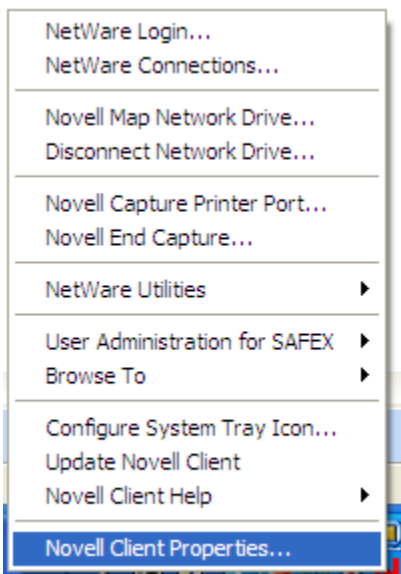 NetWare Login...
NetWare Connections...
Novell Map Network Drive...
Disconnect Network Drive...
Novell Capture Printer Port...
Novell End Capture...
NetWare Utilities
User Administration for SAFEX
Browse To
Configure System Tray Icon...
Update Novell Client
Novell Client Help
Novell Client Properties...